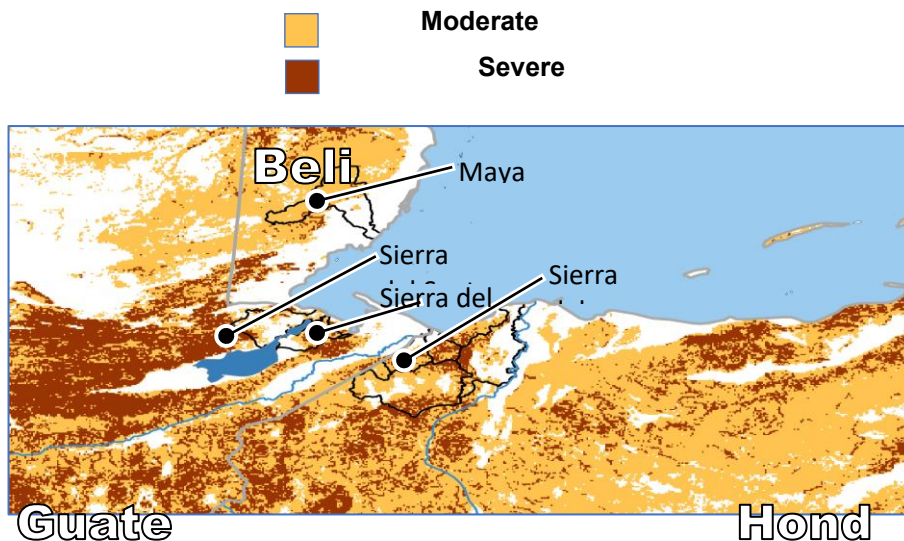 Moderate
Severe
Beli
Maya
Sierra
Sierra
Sierra del
Guate
Hond